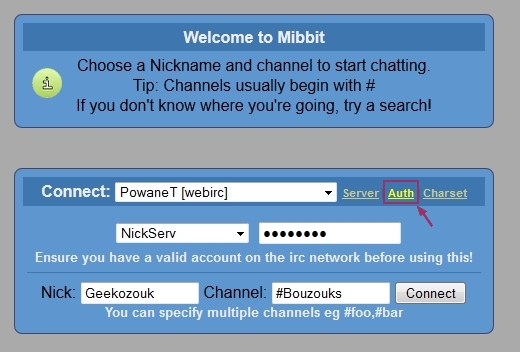 Welcome to Mibbit
Choose a Nickname and channel to start chatting.
Tip: Channels usually begin with #
If you don't know where you're going, try a search!
i
Connect: PowaneT [webirc] Server Auth Charset
NickServ ●●●●●●●●
Ensure you have a valid account on the irc network before using this!
Nick: Geekozouk Channel: #Bouzouks Connect
You can specify multiple channels eg #foo,#bar